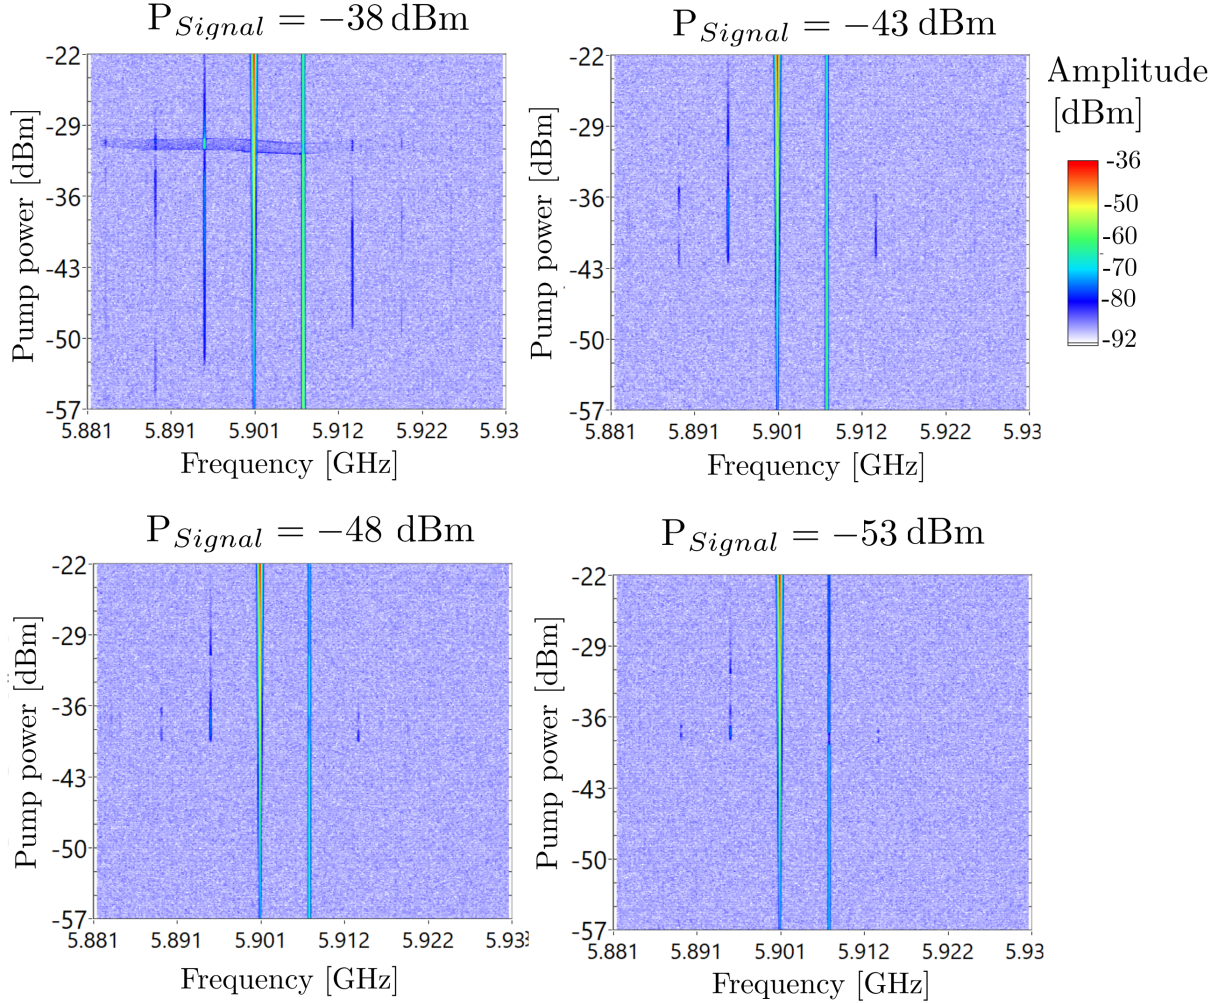 P_Signal = −38 dBm
Pump power [dBm]
-22
-29
-36
-43
-50
-57
5.881 5.891 5.901 5.912 5.922 5.93
Frequency [GHz]
P_Signal = −43 dBm
Pump power [dBm]
-22
-29
-36
-43
-50
-57
5.881 5.891 5.901 5.912 5.922 5.93
Frequency [GHz]
Amplitude
[dBm]
-36
-50
-60
-70
-80
-92
P_Signal = −48 dBm
Pump power [dBm]
-22
-29
-36
-43
-50
-57
5.881 5.891 5.901 5.912 5.922 5.933
Frequency [GHz]
P_Signal = −53 dBm
Pump power [dBm]
-22
-29
-36
-43
-50
-57
5.881 5.891 5.901 5.912 5.922 5.93
Frequency [GHz]